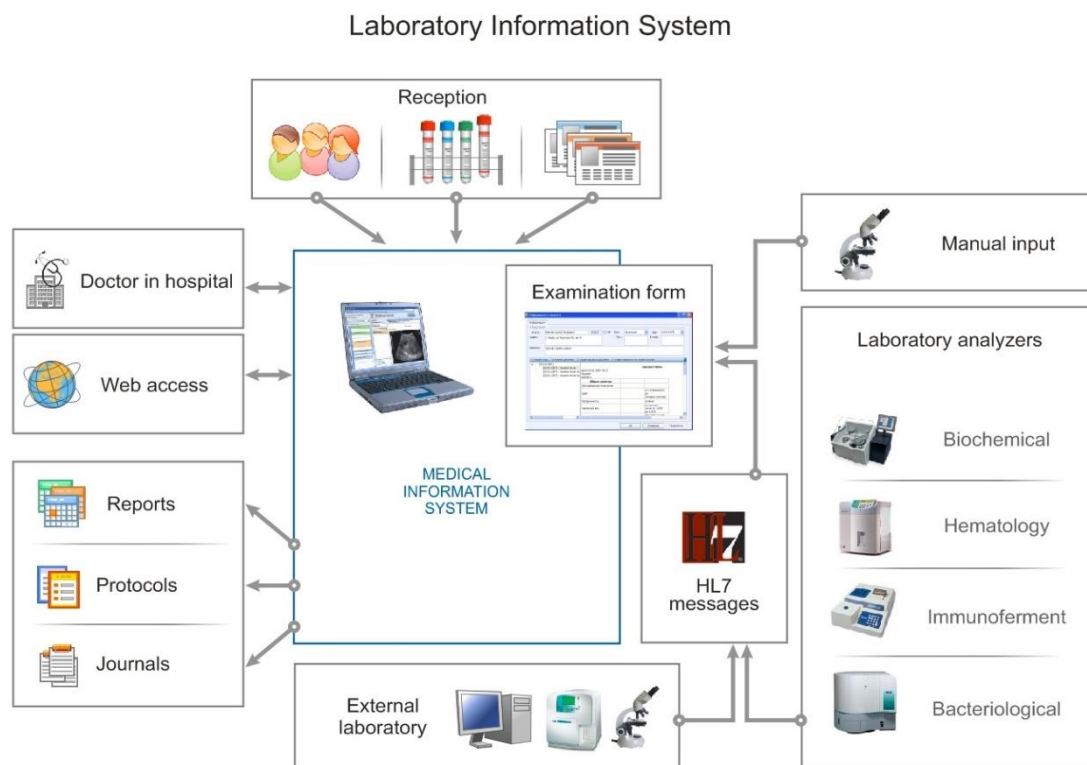 Laboratory Information System
Reception
Doctor in hospital
Web access
Reports
Protocols
Journals
MEDICAL
INFORMATION
SYSTEM
Examination form
Manual input
Laboratory analyzers
Biochemical
Hematology
Immunoferment
Bacteriological
HL7
HL7
messages
External
laboratory